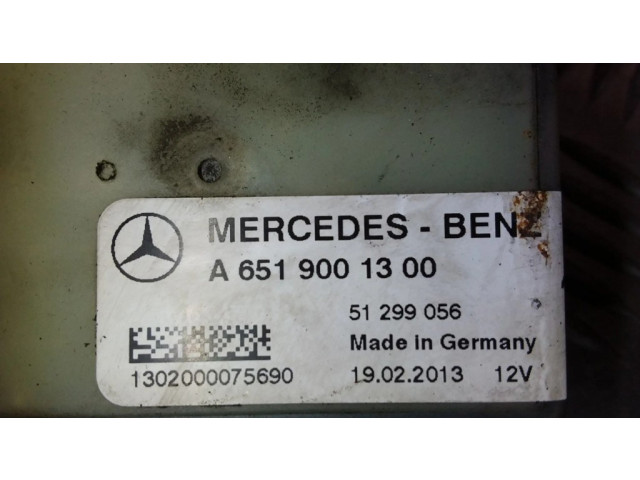 MERCEDES - BENZ
A 651 900 13 00
51 299 056
Made in Germany
1302000075690 19.02.2013 12V